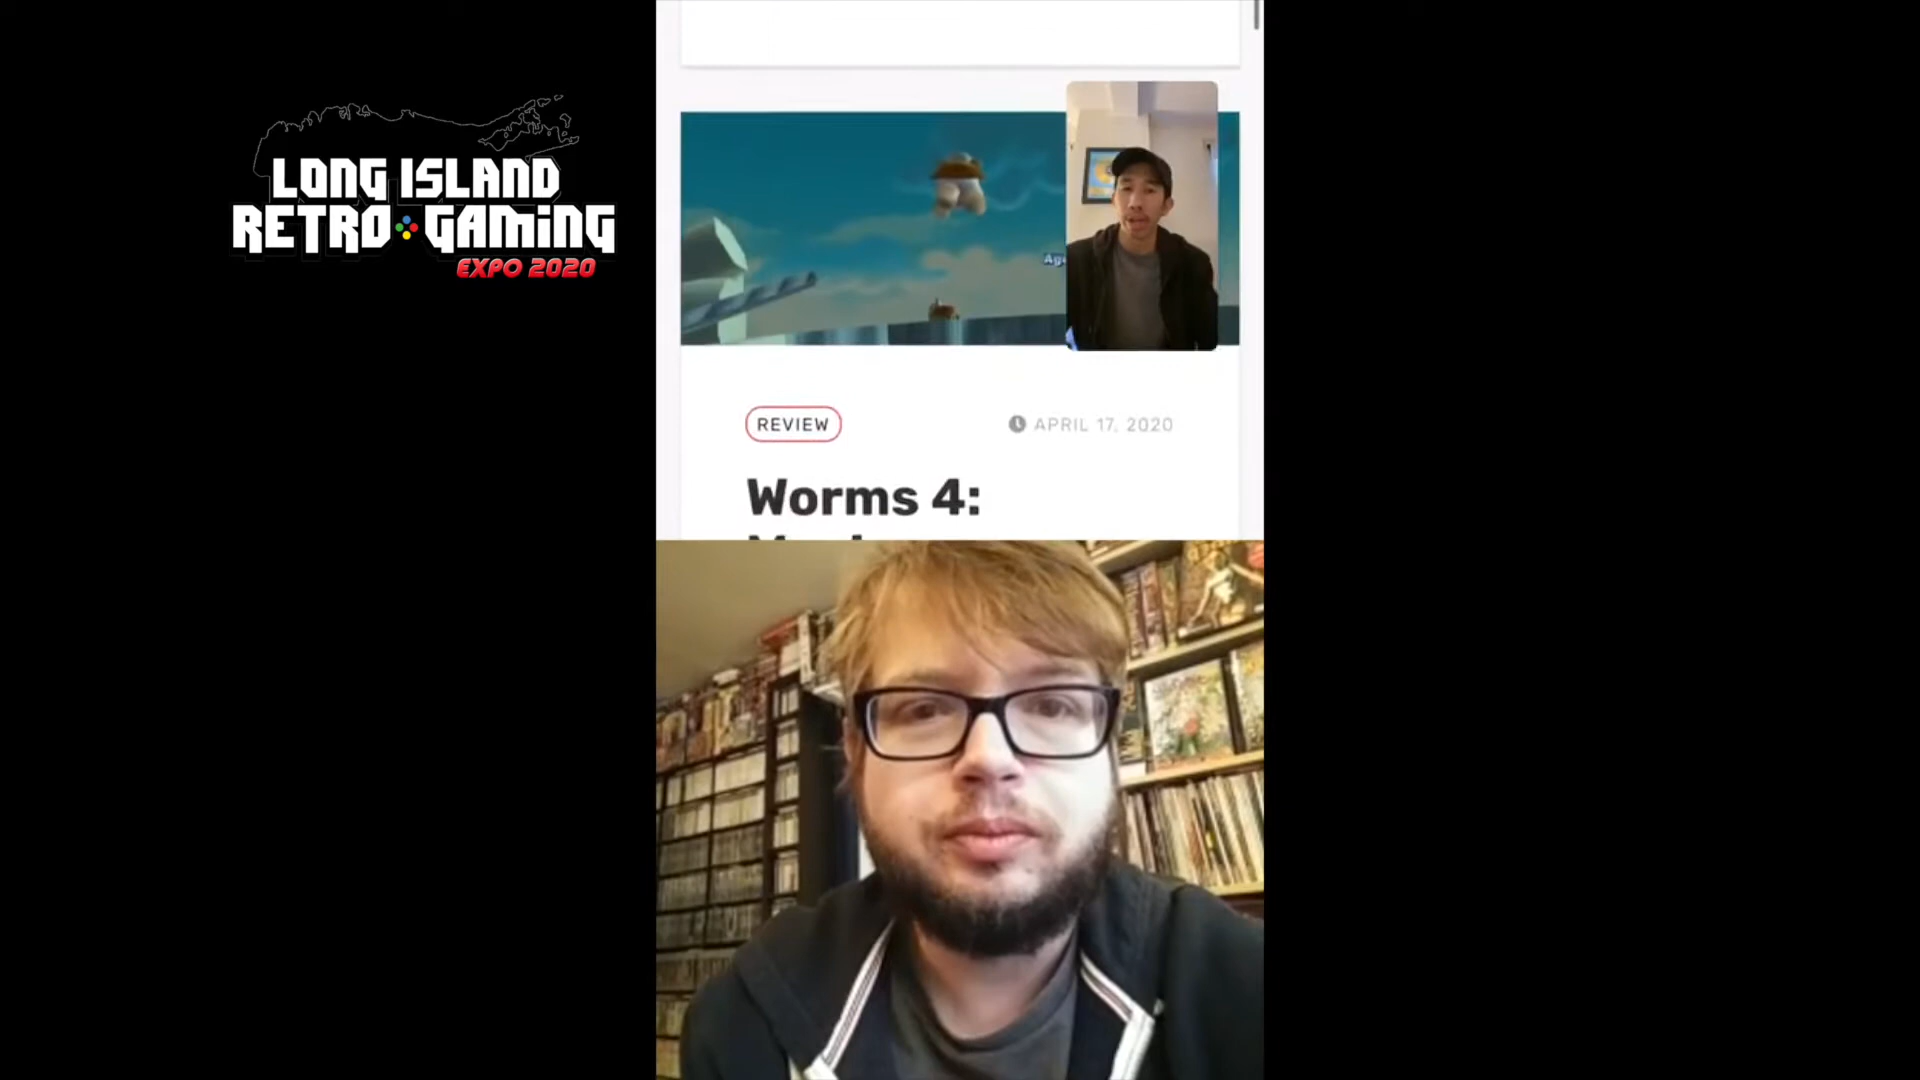 LONG ISLAND
RETRO GAMING
EXPO 2020
REVIEW
APRIL 17, 2020
Worms 4: